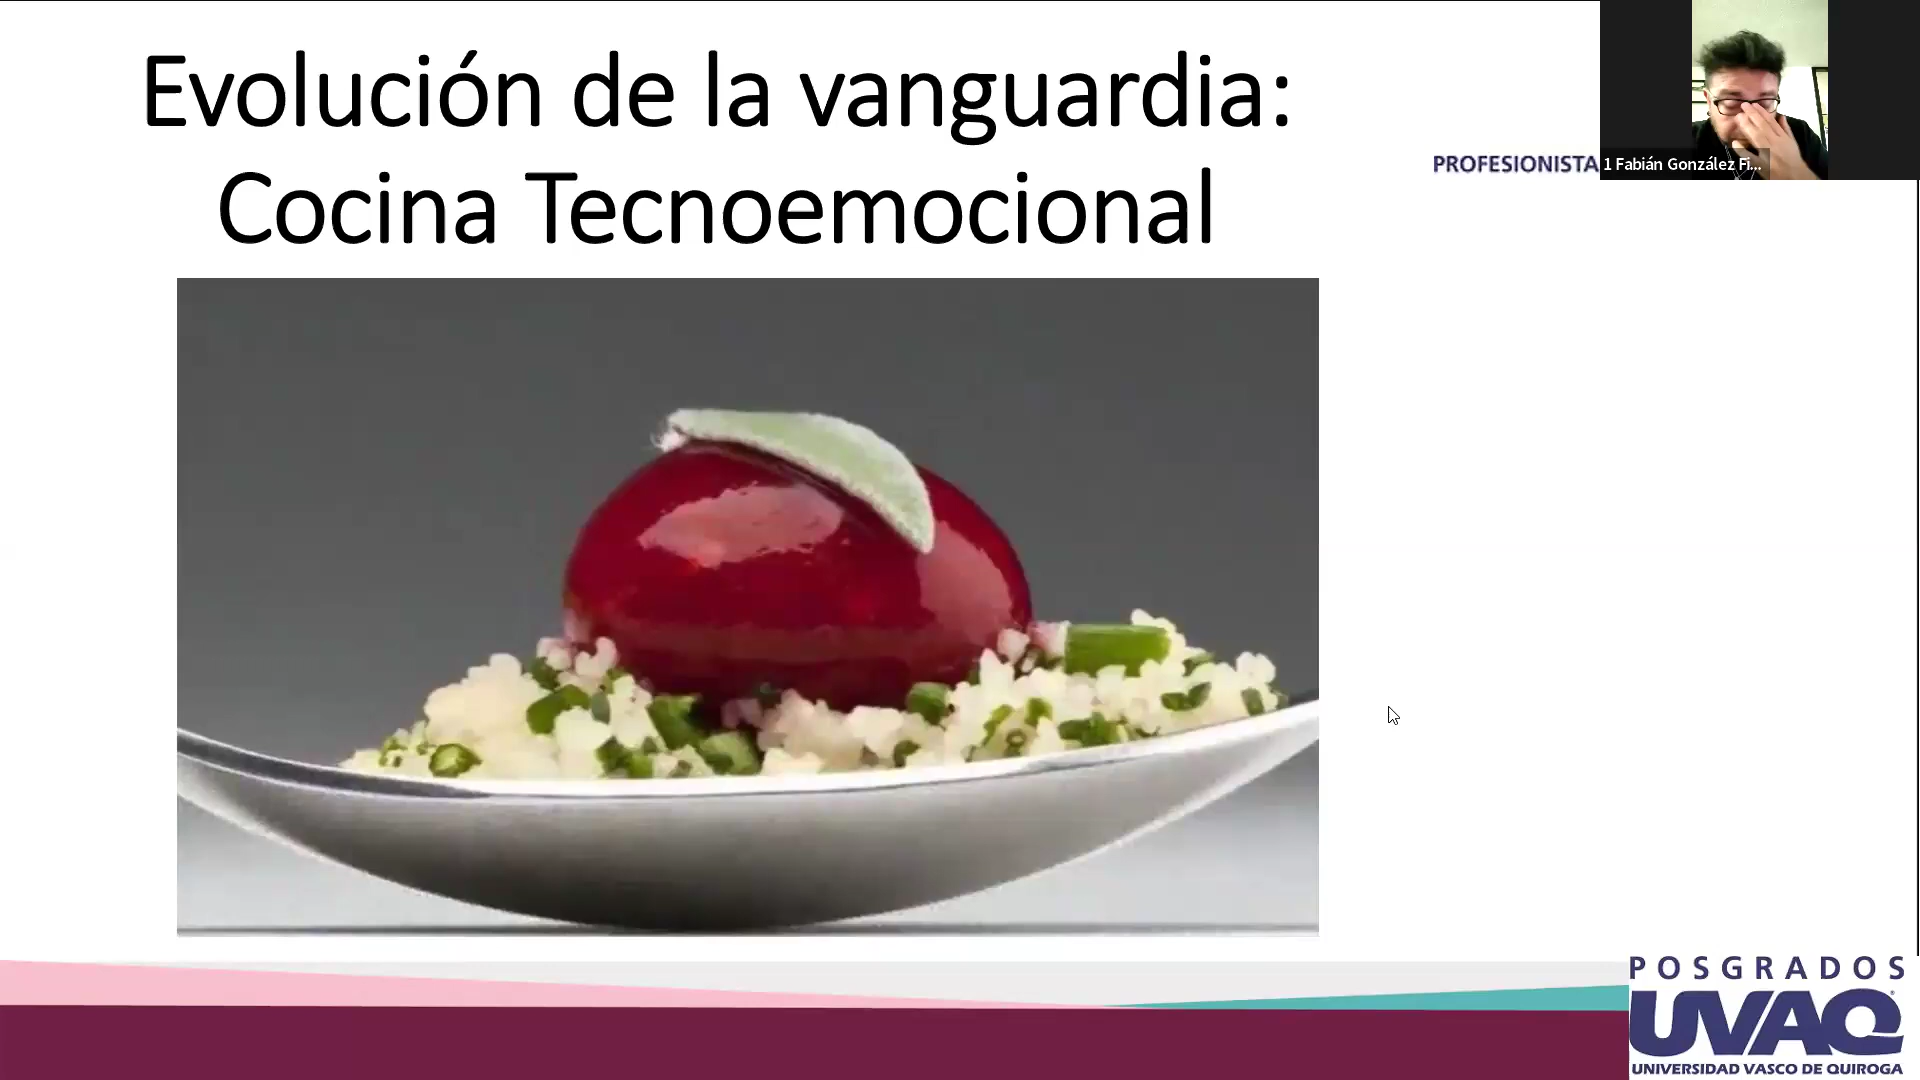 Evolución de la vanguardia:
Cocina Tecnoemocional
PROFESIONISTA
1 Fabián González Fi...
POSGRADOS
UVAQ
UNIVERSIDAD VASCO DE QUIROGA